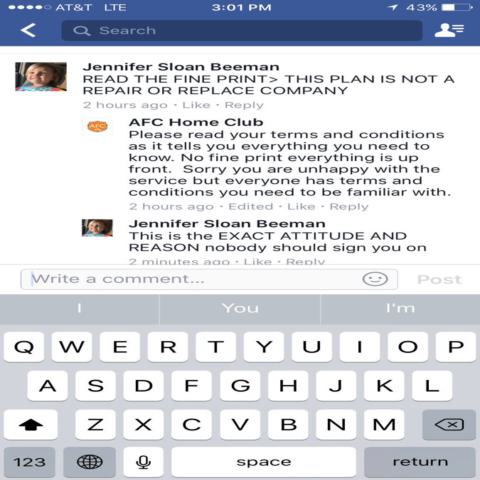 AT&T LTE 3:01 PM 43%
Search
Jennifer Sloan Beeman
READ THE FINE PRINT> THIS PLAN IS NOT A
REPAIR OR REPLACE COMPANY
2 hours ago · Like · Reply
AFC
AFC Home Club
Please read your terms and conditions
as it tells you everything you need to
know. No fine print everything is up
front. Sorry you are unhappy with the
service but everyone has terms and
conditions you need to be familiar with.
2 hours ago · Edited · Like · Reply
Jennifer Sloan Beeman
This is the EXACT ATTITUDE AND
REASON nobody should sign you on
2 minutes ago · Like · Reply
Write a comment... Post
I You I'm
Q W E R T Y U I O P
A S D F G H J K L
Z X C V B N M
123 space return